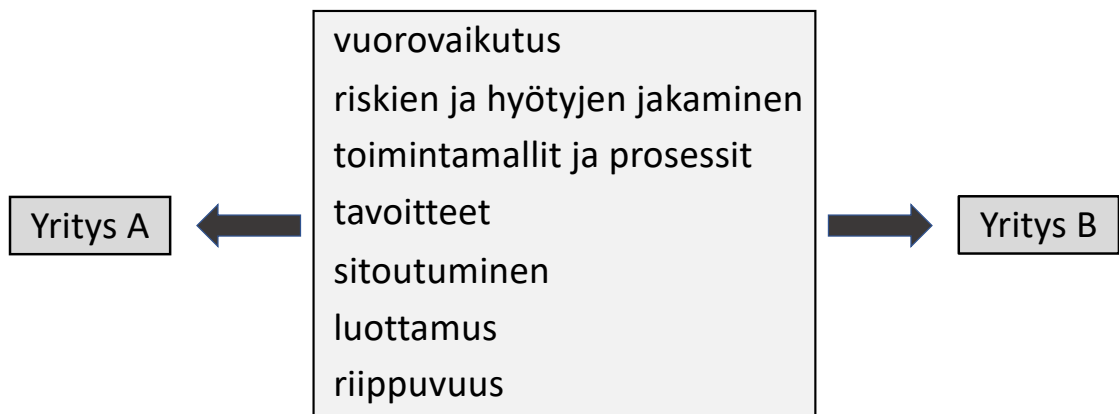 vuorovaikutus
riskien ja hyötyjen jakaminen
toimintamallit ja prosessit
tavoitteet
Yritys A
Yritys B
sitoutuminen
luottamus
riippuvuus